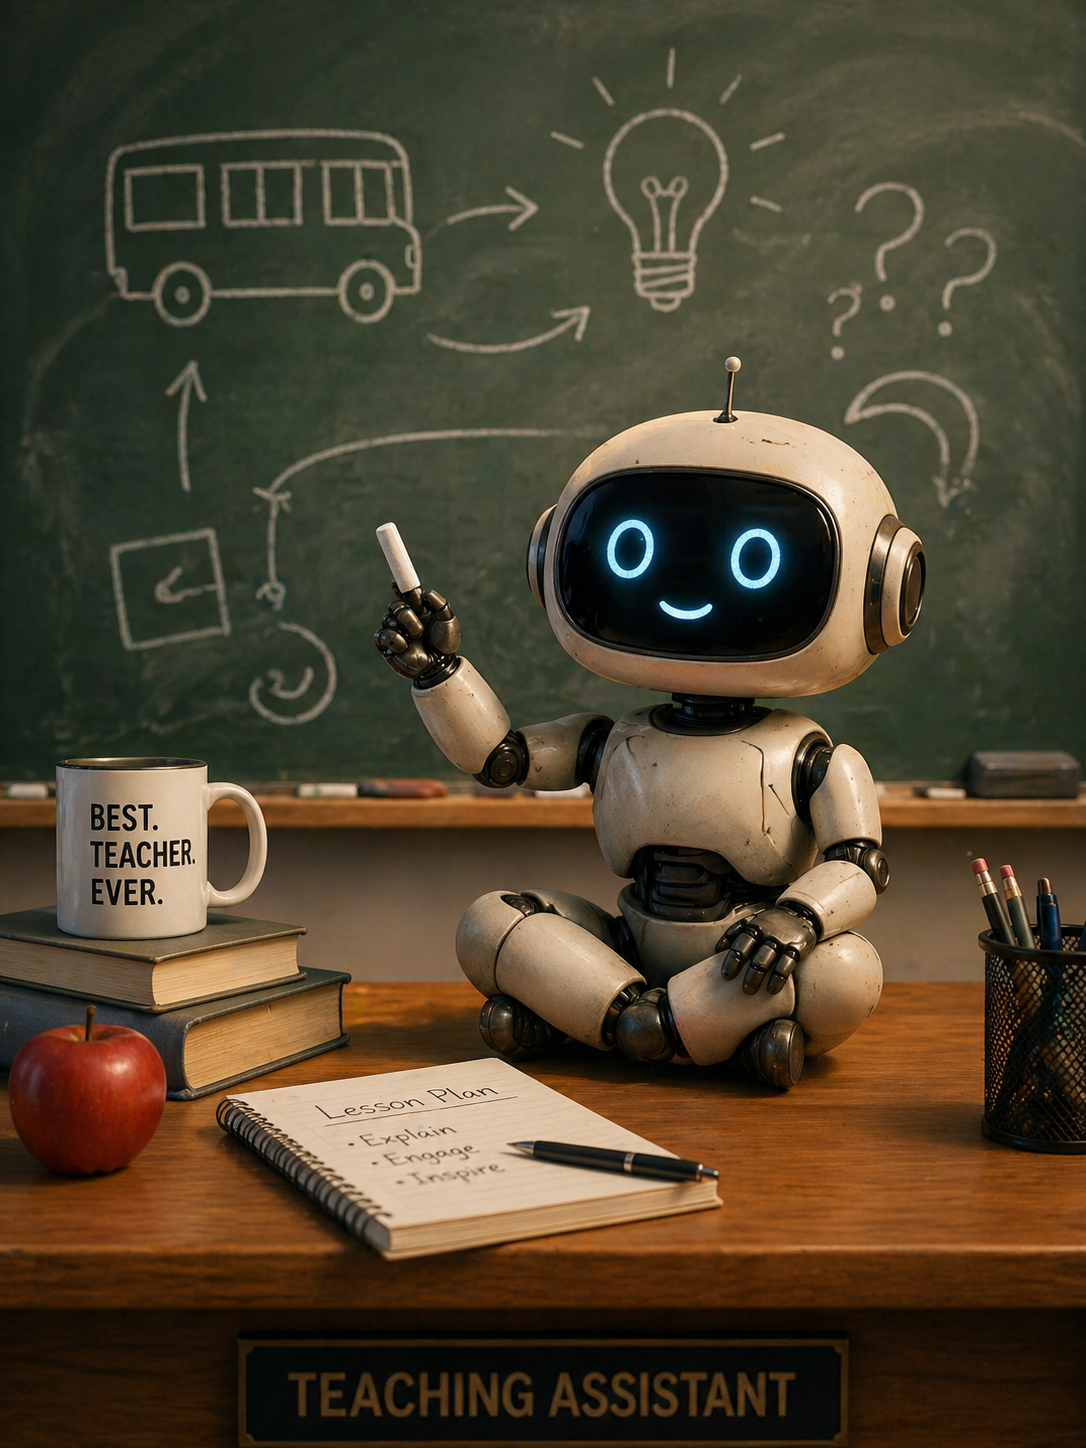 BEST.
TEACHER.
EVER.
Lesson Plan
• Explain
• Engage
• Inspire
TEACHING ASSISTANT